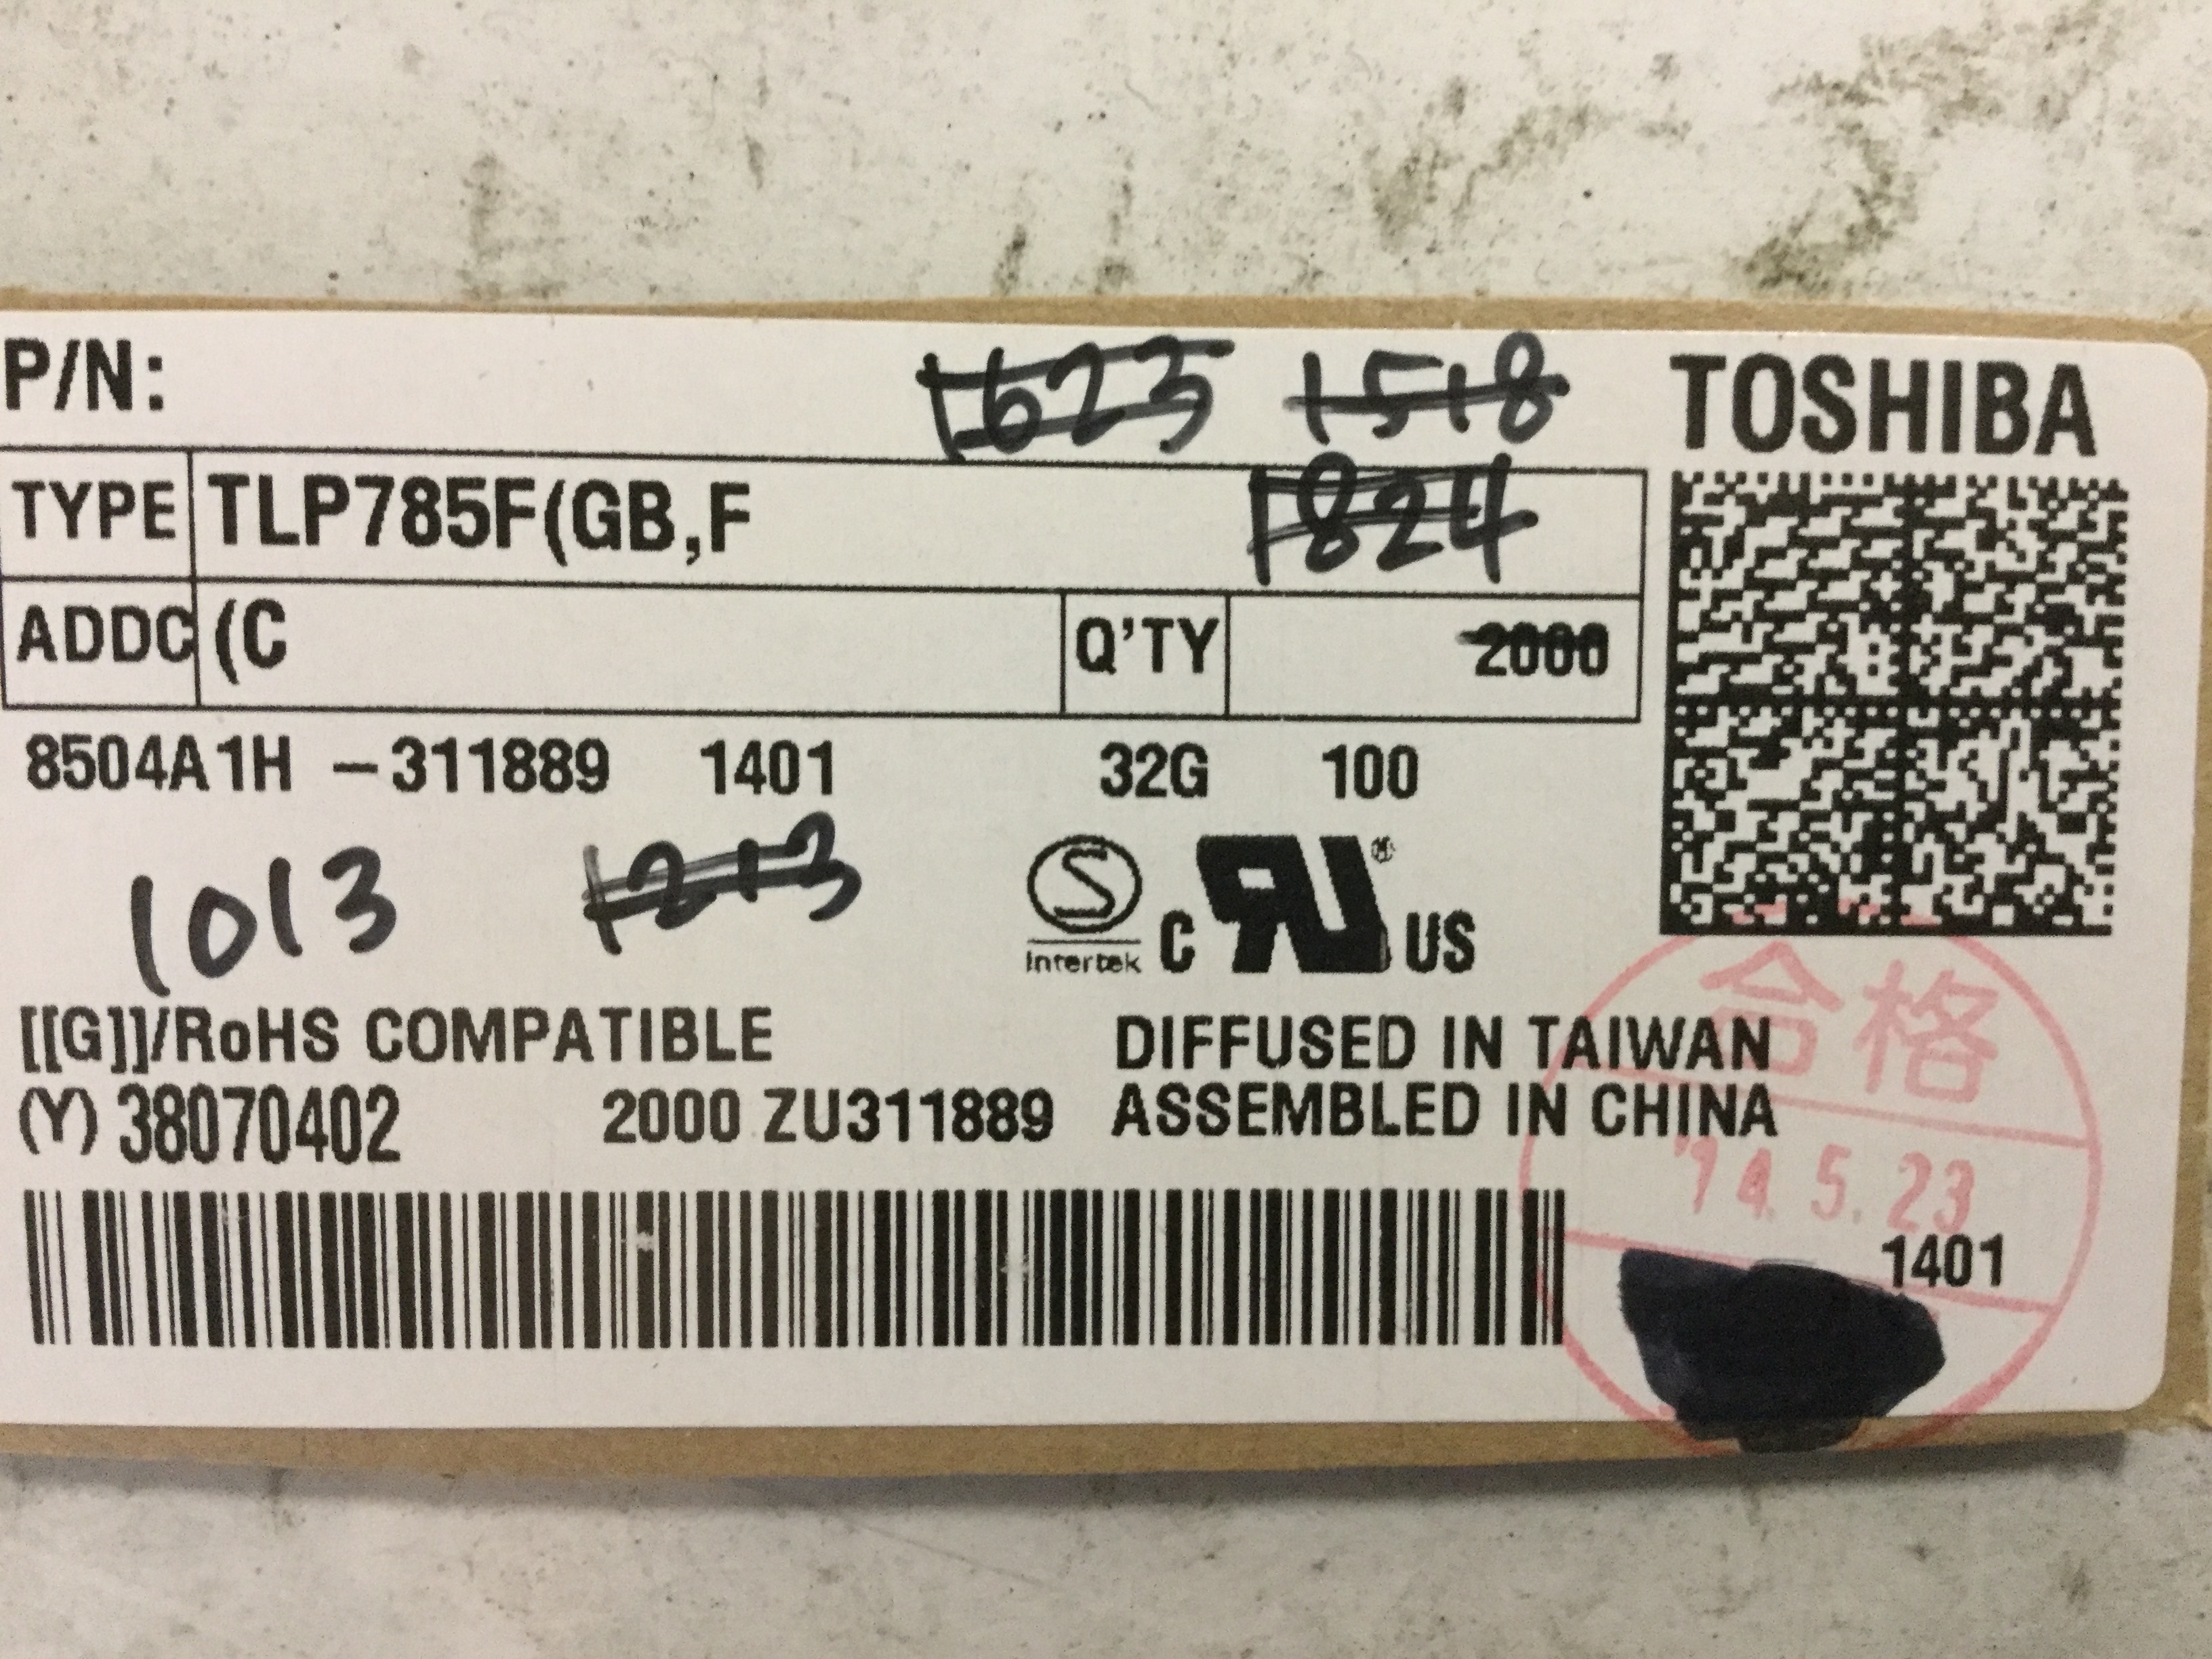 P/N: 1623 1518 TOSHIBA
TYPE TLP785F(GB,F 1824
ADDC (C Q'TY 2000
8504A1H -311889 1401 32G 100
1013 1213 S Intertek C RU ® US
[[G]]/RoHS COMPATIBLE DIFFUSED IN TAIWAN
(Y) 38070402 2000 ZU311889 ASSEMBLED IN CHINA
合格
'14.5.23
1401